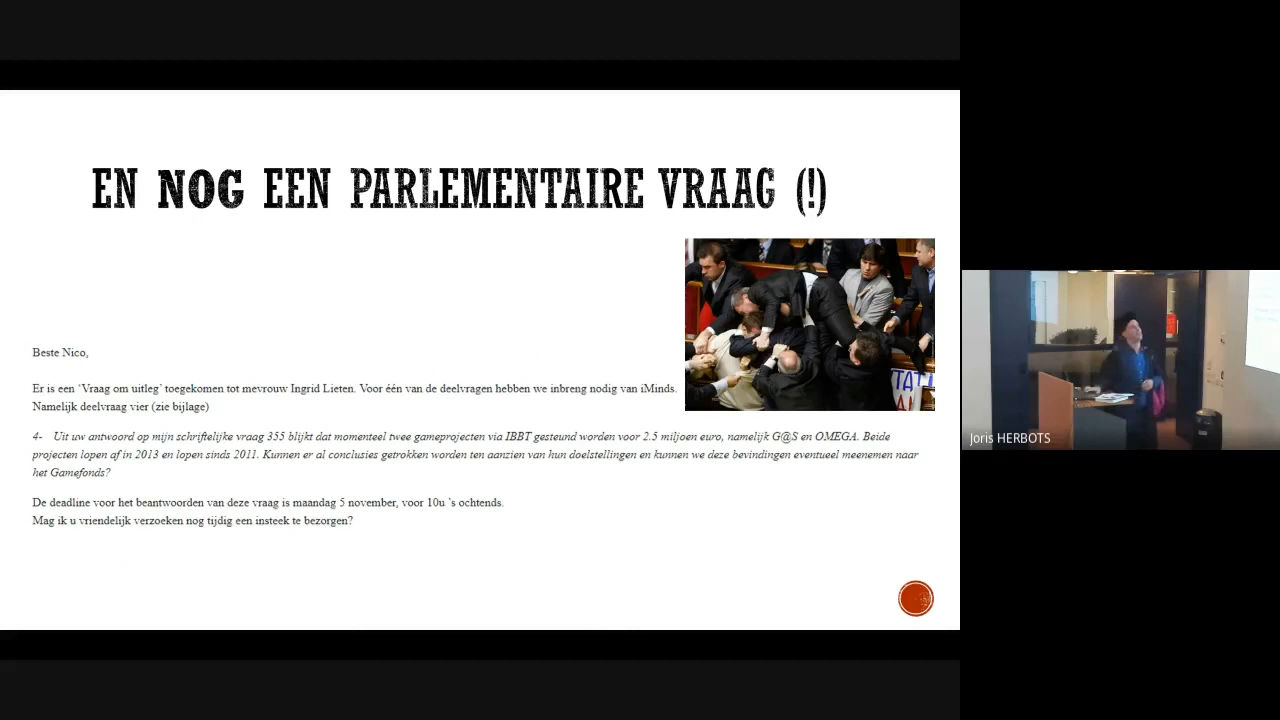 EN NOG EEN PARLEMENTAIRE VRAAG (!)
Beste Nico,
Er is een ‘Vraag om uitleg’ toegekomen tot mevrouw Ingrid Lieten. Voor één van de deelvragen hebben we inbreng nodig van iMinds.
Namelijk deelvraag vier (zie bijlage)
4- Uit uw antwoord op mijn schriftelijke vraag 355 blijkt dat momenteel twee gameprojecten via IBBT gesteund worden voor 2.5 miljoen euro, namelijk G@S en OMEGA. Beide
projecten lopen af in 2013 en lopen sinds 2011. Kunnen er al conclusies getrokken worden ten aanzien van hun doelstellingen en kunnen we deze bevindingen eventueel meenemen naar
het Gamefonds?
De deadline voor het beantwoorden van deze vraag is maandag 5 november, voor 10u ’s ochtends.
Mag ik u vriendelijk verzoeken nog tijdig een insteek te bezorgen?
Joris HERBOTS